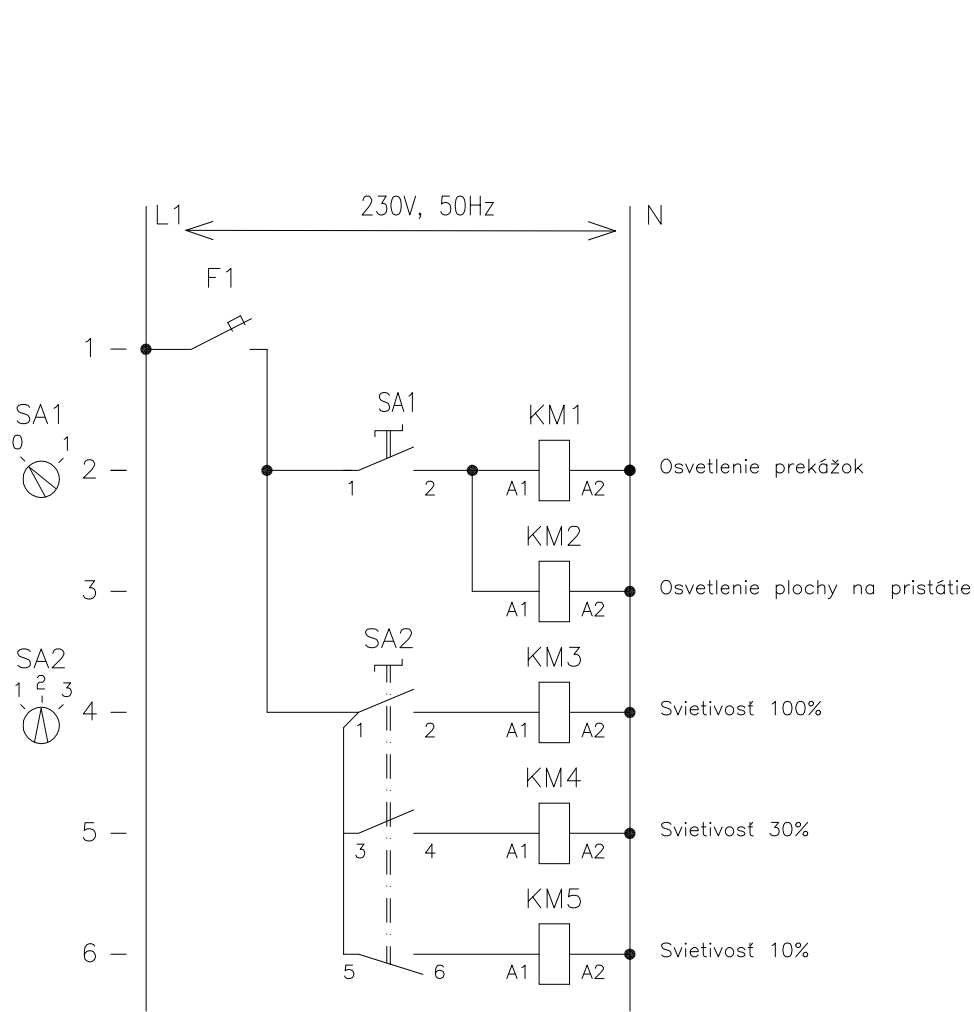 230V, 50Hz
L1 N
F1
1
SA1 SA1 KM1
0 1
2 Osvetlenie prekážok
1 2 A1 A2
KM2
3 Osvetlenie plochy na pristátie
A1 A2
SA2 SA2 KM3
1 2 3
4 Svietivosť 100%
1 2 A1 A2
KM4
5 Svietivosť 30%
3 4 A1 A2
KM5
6 Svietivosť 10%
5 6 A1 A2